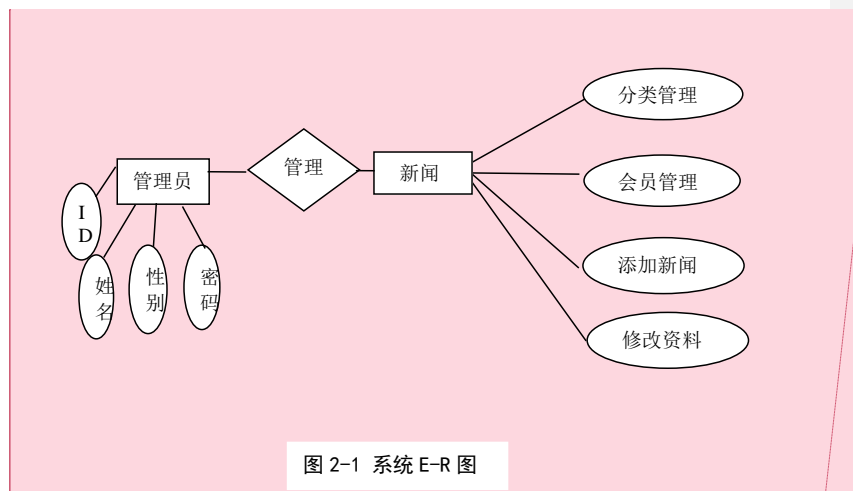 分类管理
管理
管理员
新闻
会员管理
I
D
姓
名
性
别
密
码
添加新闻
修改资料
图 2-1 系统 E-R 图